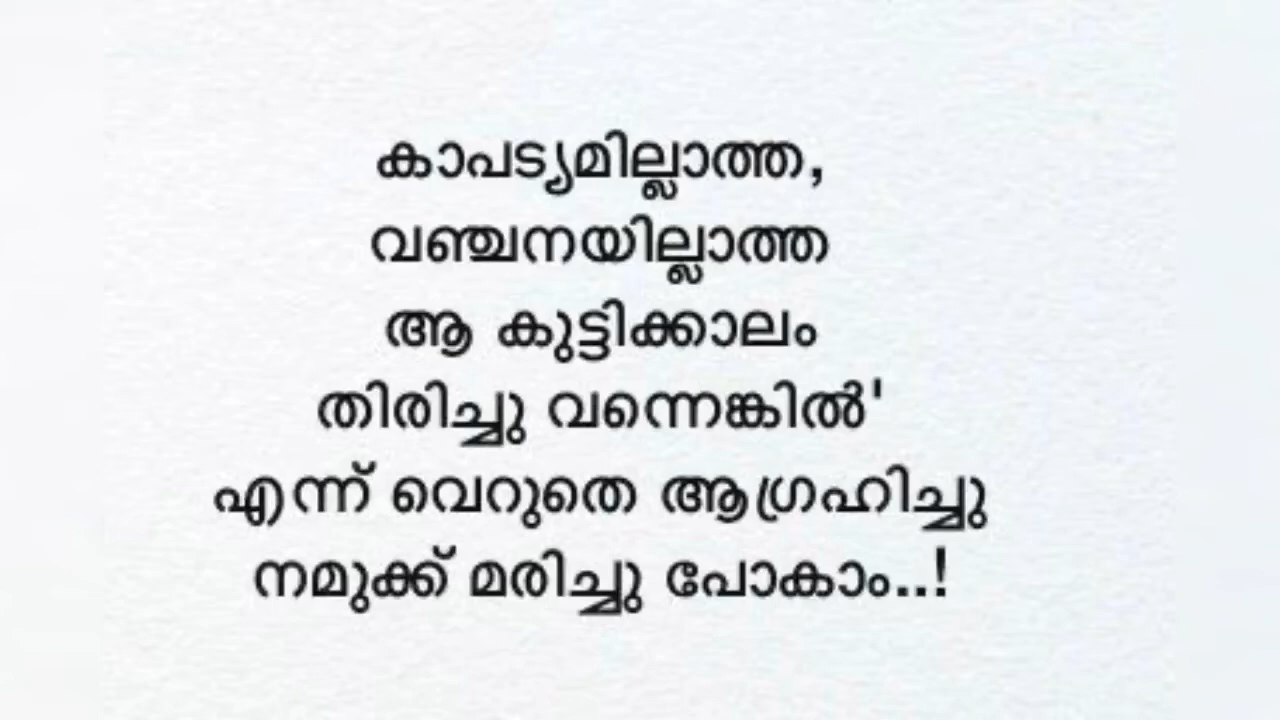 കാപട്യമില്ലാത്ത,
വഞ്ചനയില്ലാത്ത
ആ കുട്ടിക്കാലം
തിരിച്ചു വന്നെങ്കിൽ'
എന്ന് വെറുതെ ആഗ്രഹിച്ചു
നമുക്ക് മരിച്ചു പോകാം..!